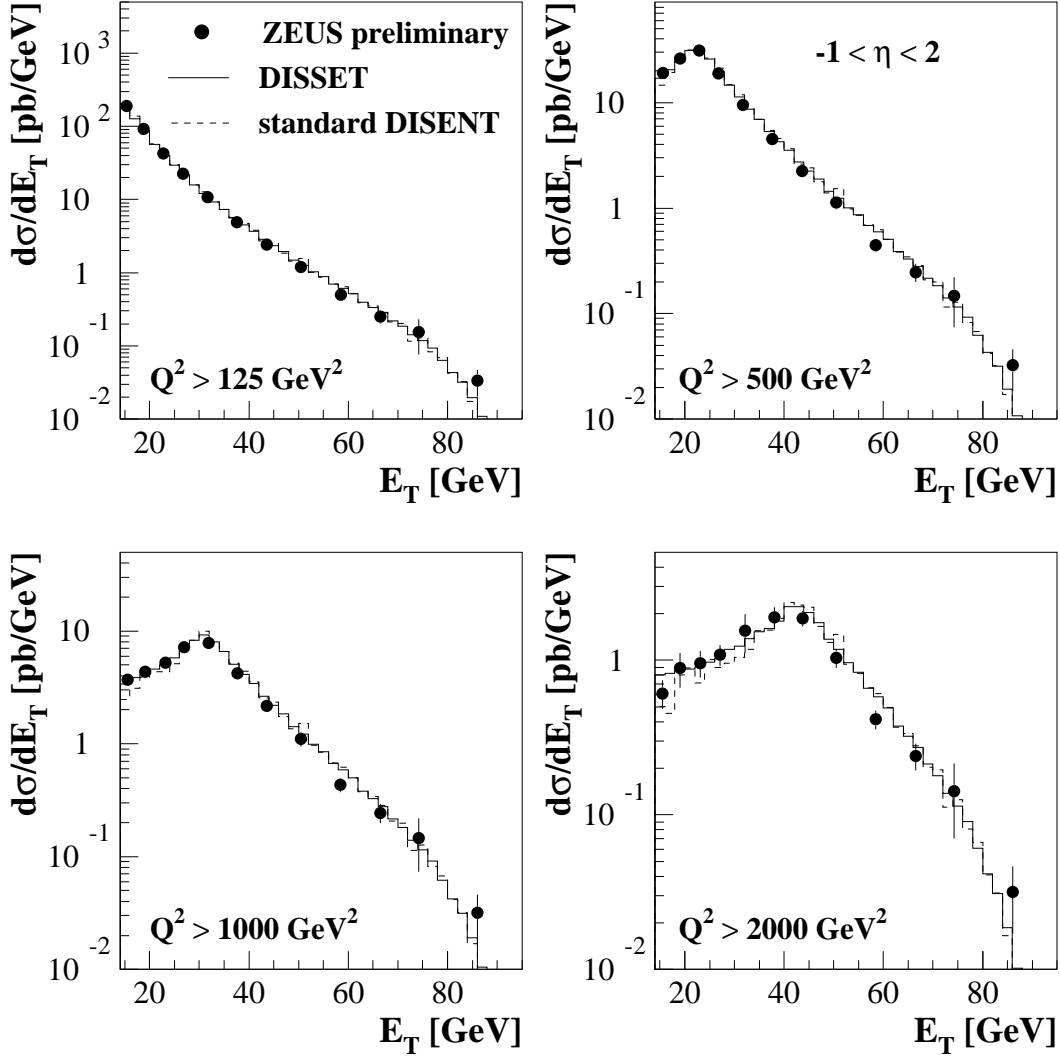 dσ/dE_T [pb/GeV]
10^3
10^2
10
1
10^-1
10^-2
ZEUS preliminary
DISSET
standard DISENT
Q^2 > 125 GeV^2
20 40 60 80
E_T [GeV]
dσ/dE_T [pb/GeV]
10
1
10^-1
10^-2
-1 < η < 2
Q^2 > 500 GeV^2
20 40 60 80
E_T [GeV]
dσ/dE_T [pb/GeV]
10
1
10^-1
10^-2
Q^2 > 1000 GeV^2
20 40 60 80
E_T [GeV]
dσ/dE_T [pb/GeV]
1
10^-1
10^-2
Q^2 > 2000 GeV^2
20 40 60 80
E_T [GeV]